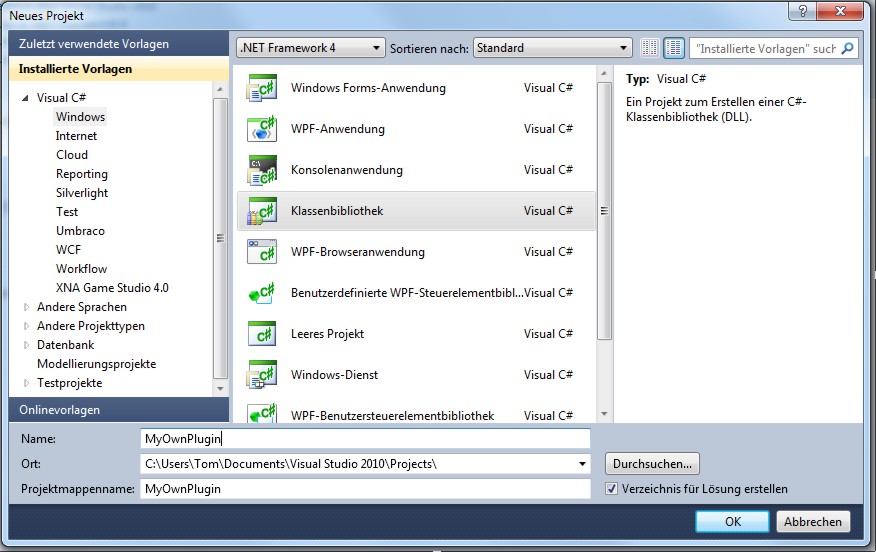 Neues Projekt
Zuletzt verwendete Vorlagen
Installierte Vorlagen
Visual C#
Windows
Internet
Cloud
Reporting
Silverlight
Test
Umbraco
WCF
Workflow
XNA Game Studio 4.0
Andere Sprachen
Andere Projekttypen
Datenbank
Modellierungsprojekte
Testprojekte
Onlinevorlagen
.NET Framework 4
Sortieren nach: Standard
"Installierte Vorlagen" such
Windows Forms-Anwendung Visual C#
WPF-Anwendung Visual C#
Konsolenanwendung Visual C#
Klassenbibliothek Visual C#
WPF-Browseranwendung Visual C#
Benutzerdefinierte WPF-Steuerelementbibl... Visual C#
Leeres Projekt Visual C#
Windows-Dienst Visual C#
WPF-Benutzersteuerelementbibliothek Visual C#
Typ: Visual C#
Ein Projekt zum Erstellen einer C#-
Klassenbibliothek (DLL).
Name: MyOwnPlugin
Ort: C:\Users\Tom\Documents\Visual Studio 2010\Projects\
Durchsuchen...
Projektmappenname: MyOwnPlugin
Verzeichnis für Lösung erstellen
OK
Abbrechen